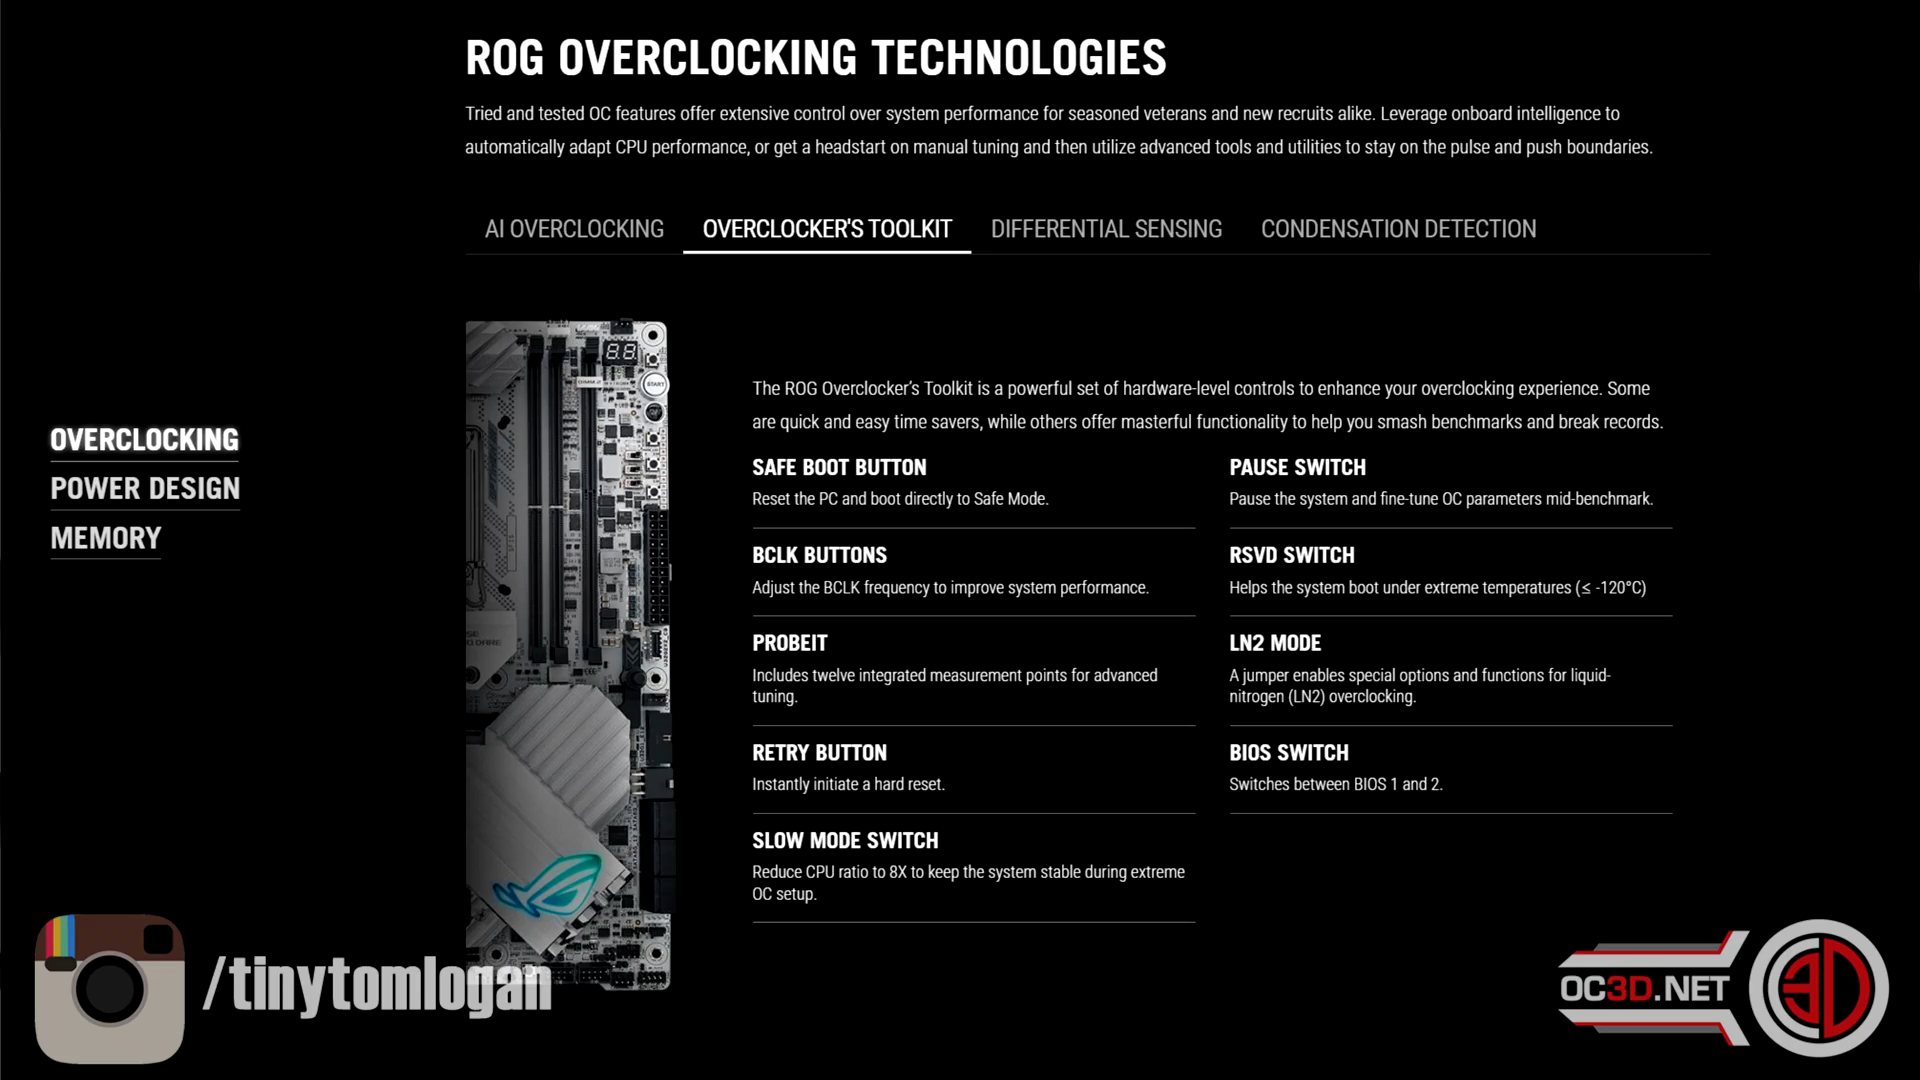 ROG OVERCLOCKING TECHNOLOGIES
Tried and tested OC features offer extensive control over system performance for seasoned veterans and new recruits alike. Leverage onboard intelligence to
automatically adapt CPU performance, or get a headstart on manual tuning and then utilize advanced tools and utilities to stay on the pulse and push boundaries.
AI OVERCLOCKING
OVERCLOCKER'S TOOLKIT
DIFFERENTIAL SENSING
CONDENSATION DETECTION
OVERCLOCKING
POWER DESIGN
MEMORY
8.8.
START
The ROG Overclocker's Toolkit is a powerful set of hardware-level controls to enhance your overclocking experience. Some
are quick and easy time savers, while others offer masterful functionality to help you smash benchmarks and break records.
SAFE BOOT BUTTON
Reset the PC and boot directly to Safe Mode.
BCLK BUTTONS
Adjust the BCLK frequency to improve system performance.
PROBEIT
Includes twelve integrated measurement points for advanced
tuning.
RETRY BUTTON
Instantly initiate a hard reset.
SLOW MODE SWITCH
Reduce CPU ratio to 8X to keep the system stable during extreme
OC setup.
PAUSE SWITCH
Pause the system and fine-tune OC parameters mid-benchmark.
RSVD SWITCH
Helps the system boot under extreme temperatures (≤ -120°C)
LN2 MODE
A jumper enables special options and functions for liquid-
nitrogen (LN2) overclocking.
BIOS SWITCH
Switches between BIOS 1 and 2.
/tinytomlogan
OC3D.NET
3D